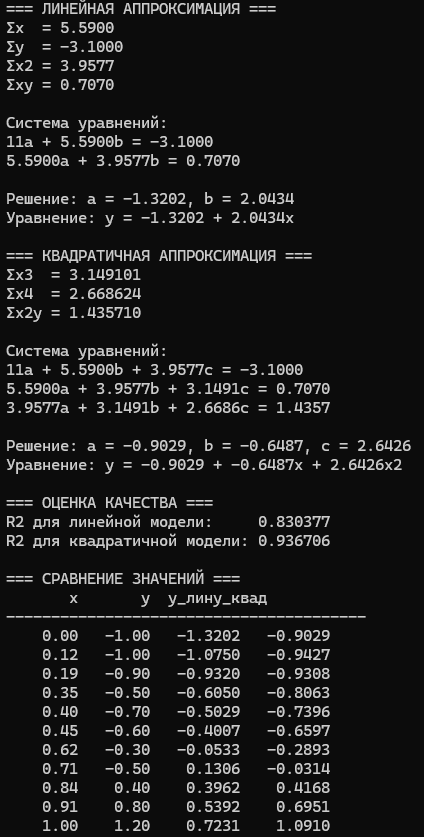 === ЛИНЕЙНАЯ АППРОКСИМАЦИЯ ===
Σx  = 5.5900
Σy  = -3.1000
Σx2 = 3.9577
Σxy = 0.7070

Система уравнений:
11a + 5.5900b = -3.1000
5.5900a + 3.9577b = 0.7070

Решение: a = -1.3202, b = 2.0434
Уравнение: y = -1.3202 + 2.0434x

=== КВАДРАТИЧНАЯ АППРОКСИМАЦИЯ ===
Σx3  = 3.149101
Σx4  = 2.668624
Σx2y = 1.435710

Система уравнений:
11a + 5.5900b + 3.9577c = -3.1000
5.5900a + 3.9577b + 3.1491c = 0.7070
3.9577a + 3.1491b + 2.6686c = 1.4357

Решение: a = -0.9029, b = -0.6487, c = 2.6426
Уравнение: y = -0.9029 + -0.6487x + 2.6426x2

=== ОЦЕНКА КАЧЕСТВА ===
R2 для линейной модели:     0.830377
R2 для квадратичной модели: 0.936706

=== СРАВНЕНИЕ ЗНАЧЕНИЙ ===
       x       y  y_лину_квад
----------------------------------------
    0.00   -1.00   -1.3202   -0.9029
    0.12   -1.00   -1.0750   -0.9427
    0.19   -0.90   -0.9320   -0.9308
    0.35   -0.50   -0.6050   -0.8063
    0.40   -0.70   -0.5029   -0.7396
    0.45   -0.60   -0.4007   -0.6597
    0.62   -0.30   -0.0533   -0.2893
    0.71   -0.50    0.1306   -0.0314
    0.84    0.40    0.3962    0.4168
    0.91    0.80    0.5392    0.6951
    1.00    1.20    0.7231    1.0910